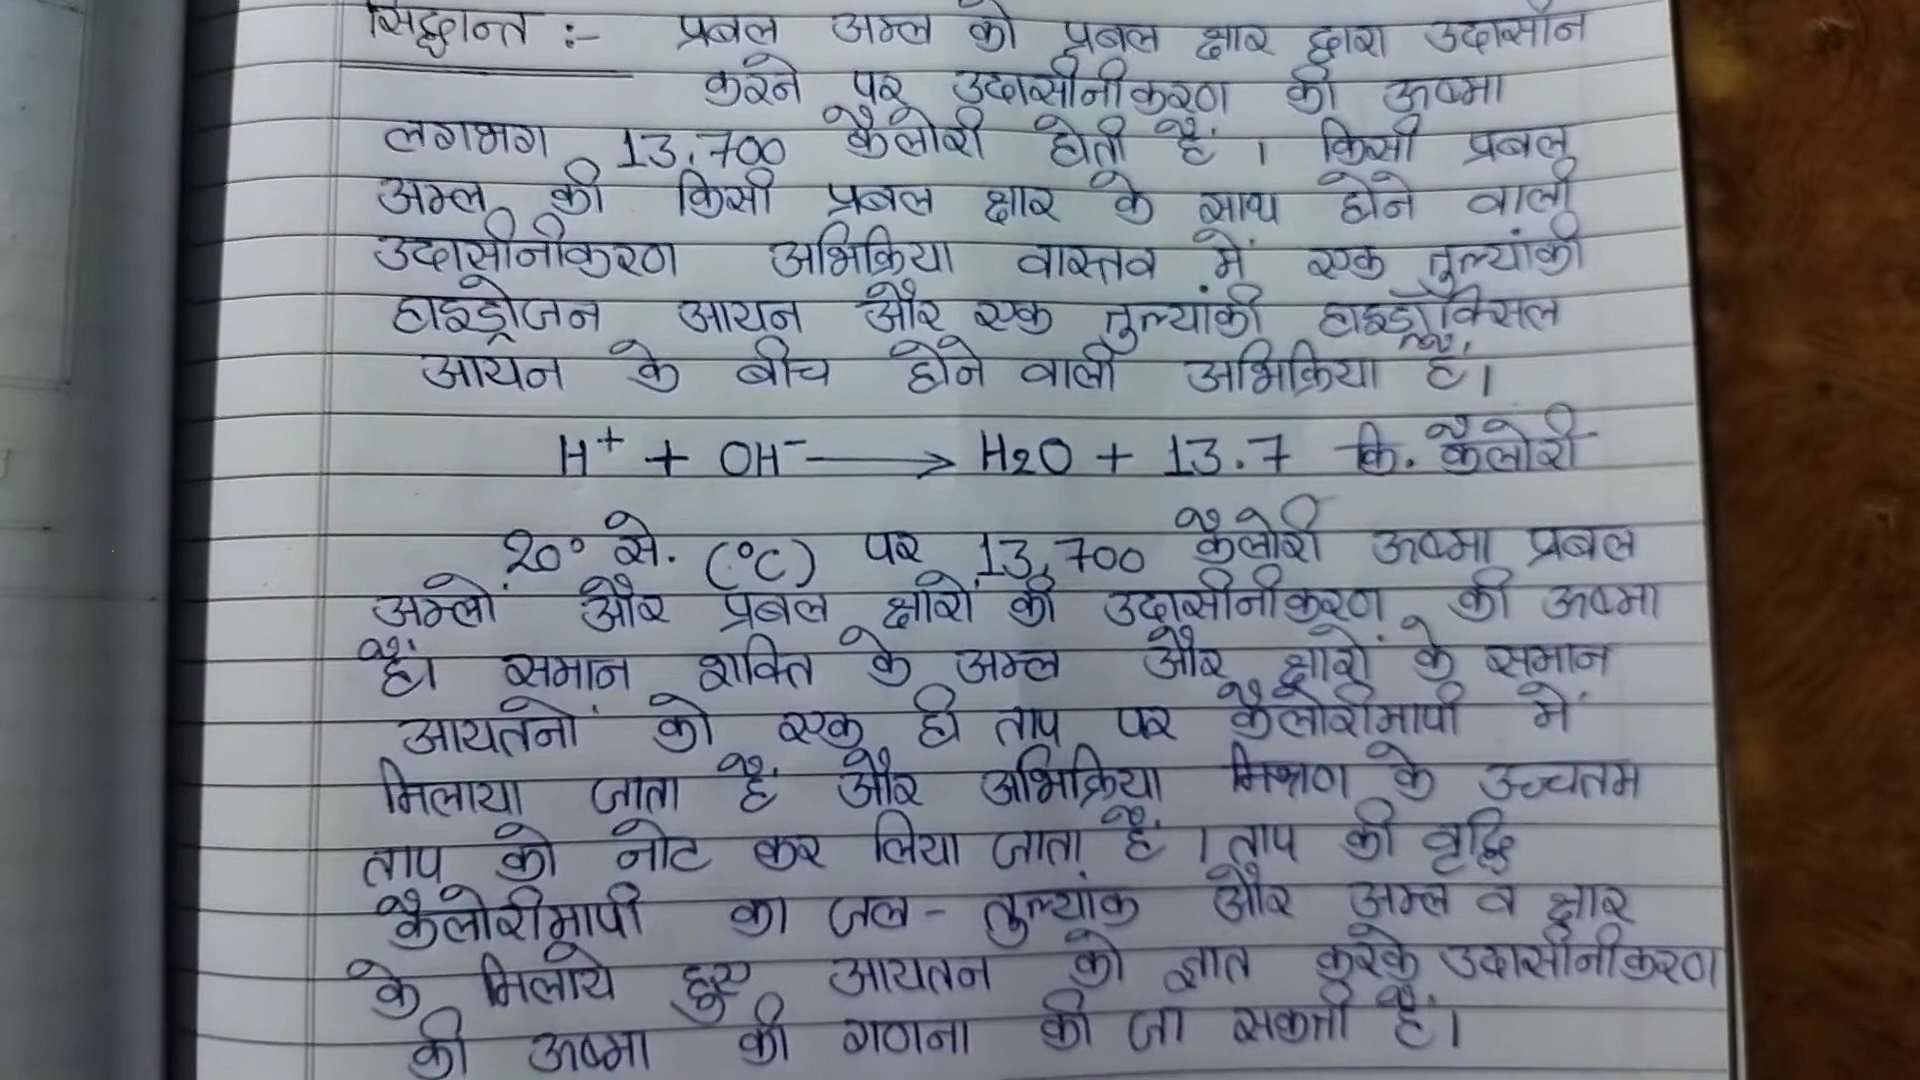 सिद्धान्त :- प्रबल अम्ल को प्रबल क्षार द्वारा उदासीन
करने पर उदासीनीकरण की ऊष्मा
लगभग 13,700 कैलोरी होती हैं । किसी प्रबल
अम्ल की किसी प्रबल क्षार के साथ होने वाली
उदासीनीकरण अभिक्रिया वास्तव में एक तुल्यांकी
हाइड्रोजन आयन और एक तुल्यांकी हाइड्रॉक्सिल
आयन के बीच होने वाली अभिक्रिया हैं।
H⁺ + OH⁻ ⟶ H₂O + 13.7 कि. कैलोरी
20° से. (°C) पर 13,700 कैलोरी ऊष्मा प्रबल
अम्लों और प्रबल क्षारों की उदासीनीकरण की ऊष्मा
हैं। समान शक्ति के अम्ल और क्षारों के समान
आयतनों को एक ही ताप पर कैलोरीमापी में
मिलाया जाता हैं और अभिक्रिया मिश्रण के उच्चतम
ताप को नोट कर लिया जाता हैं । ताप की वृद्धि
कैलोरीमापी का जल - तुल्यांक और अम्ल व क्षार
के मिलाये हुए आयतन को ज्ञात करके उदासीनीकरण
की ऊष्मा की गणना की जा सकती हैं।